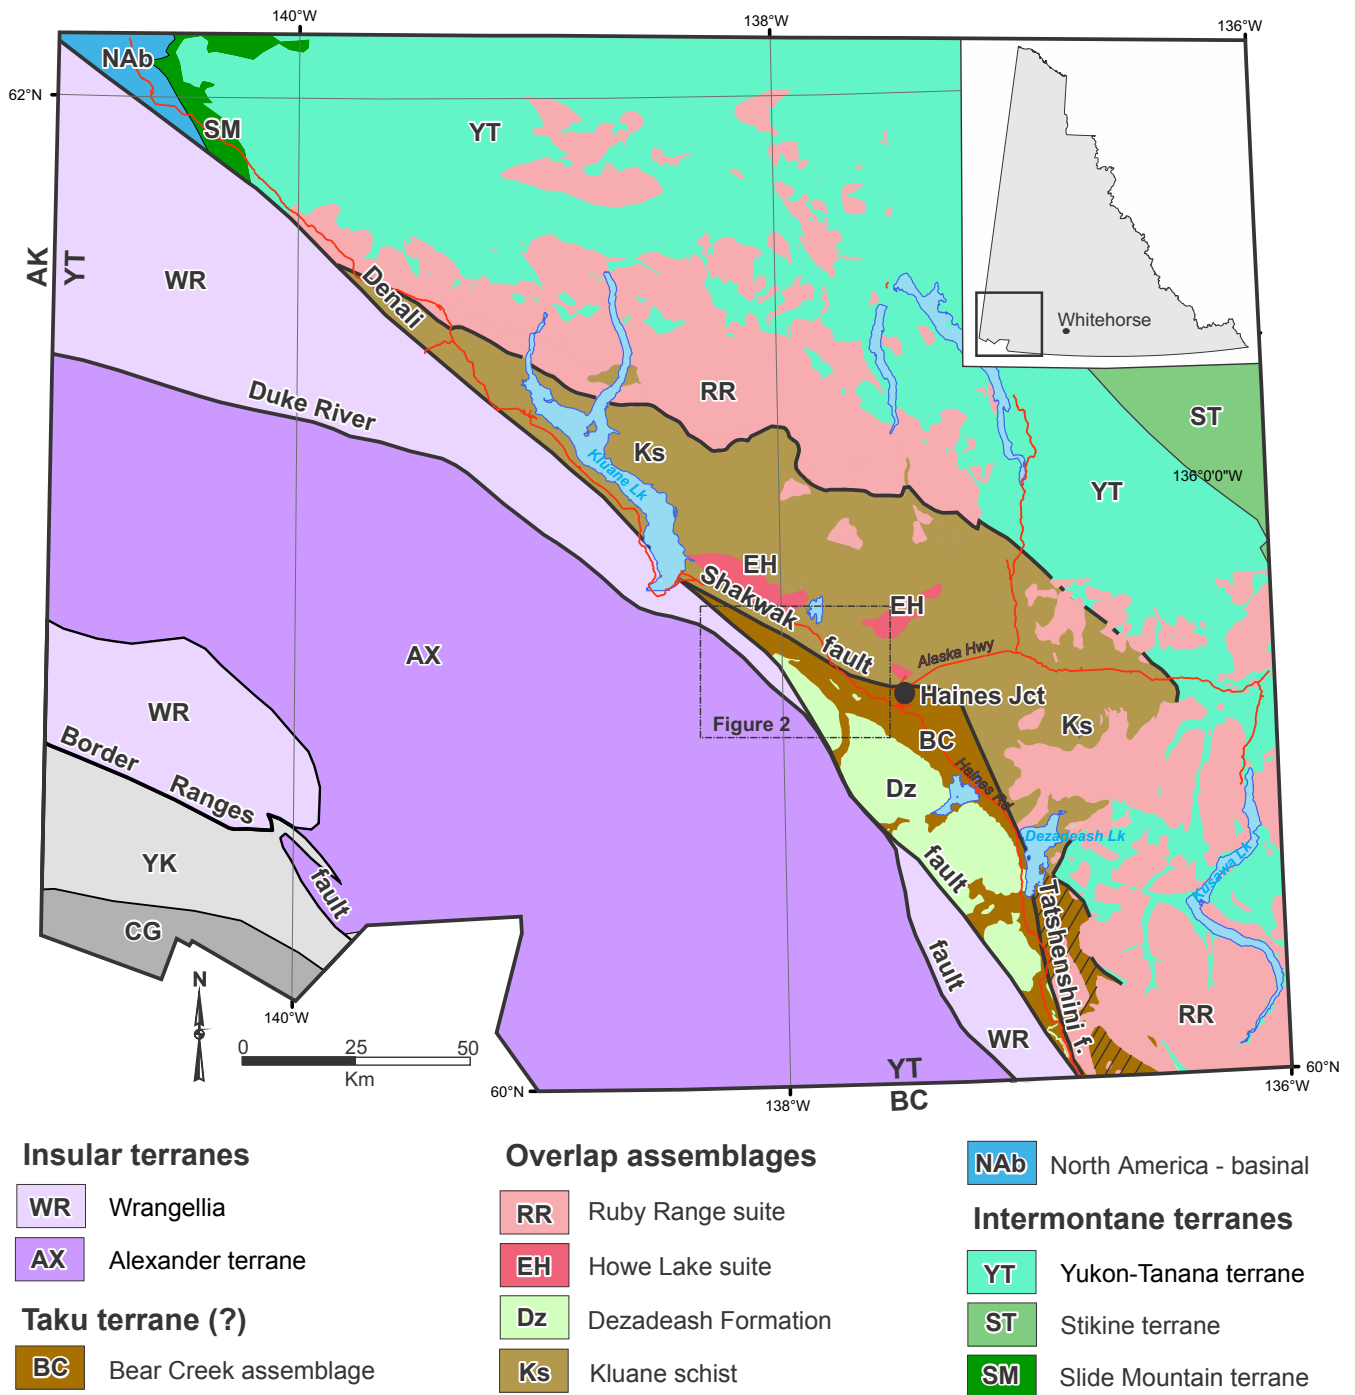 140°W
138°W
136°W
NAb
62°N
SM
YT
Whitehorse
AK
YT
WR
Denali
Duke River
RR
ST
Ks
136°0'0"W
Kluane Lk
YT
EH
Shakwak
EH
fault
Alaska Hwy
AX
Haines Jct
WR
Figure 2
BC
Ks
Border
Ranges
Haines Rd
Dz
Dezadeash Lk
YK
fault
fault
Kusawa Lk
Tatshenshini f.
CG
fault
N
RR
140°W
WR
0
25
50
Km
YT
60°N
60°N
138°W
BC
136°W
Insular terranes
WR Wrangellia
AX Alexander terrane
Taku terrane (?)
BC Bear Creek assemblage
Overlap assemblages
RR Ruby Range suite
EH Howe Lake suite
Dz Dezadeash Formation
Ks Kluane schist
NAb North America - basinal
Intermontane terranes
YT Yukon-Tanana terrane
ST Stikine terrane
SM Slide Mountain terrane